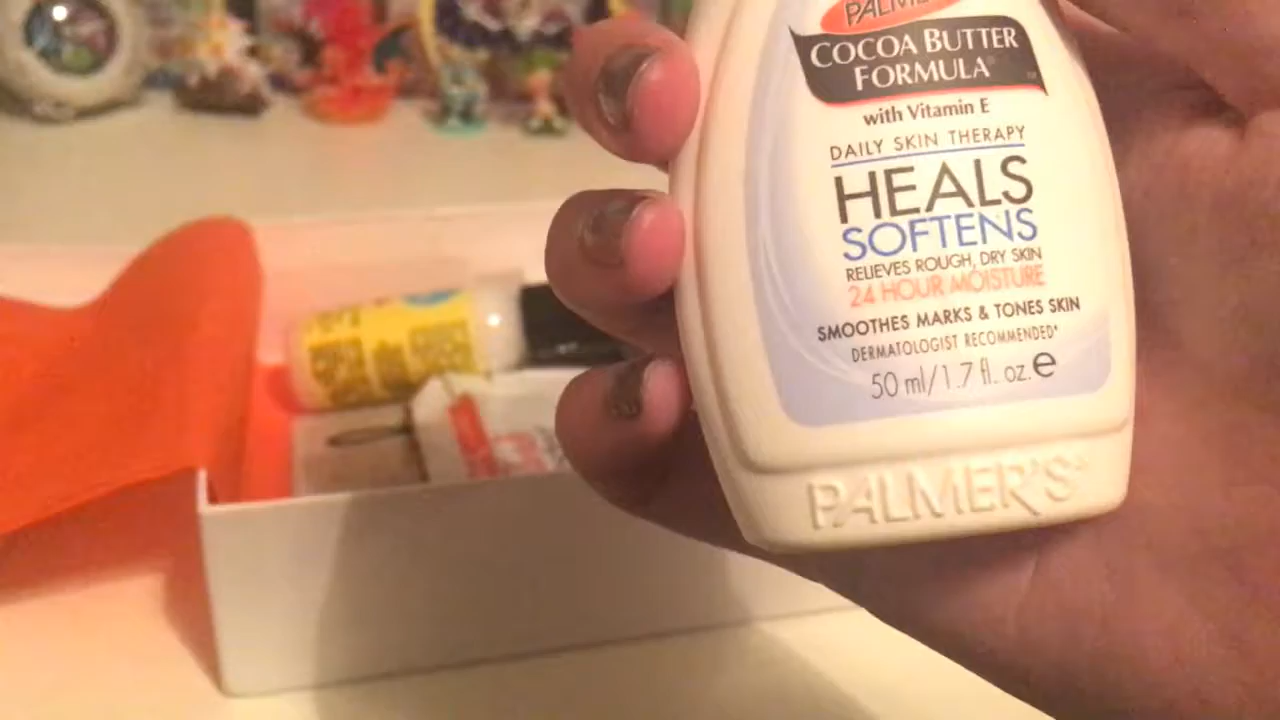 PALMER
COCOA BUTTER
FORMULA®
with Vitamin E
DAILY SKIN THERAPY
HEALS
SOFTENS
RELIEVES ROUGH, DRY SKIN
24 HOUR MOISTURE
SMOOTHES MARKS & TONES SKIN
DERMATOLOGIST RECOMMENDED*
50 ml/1.7 fl. oz. e
PALMER'S®